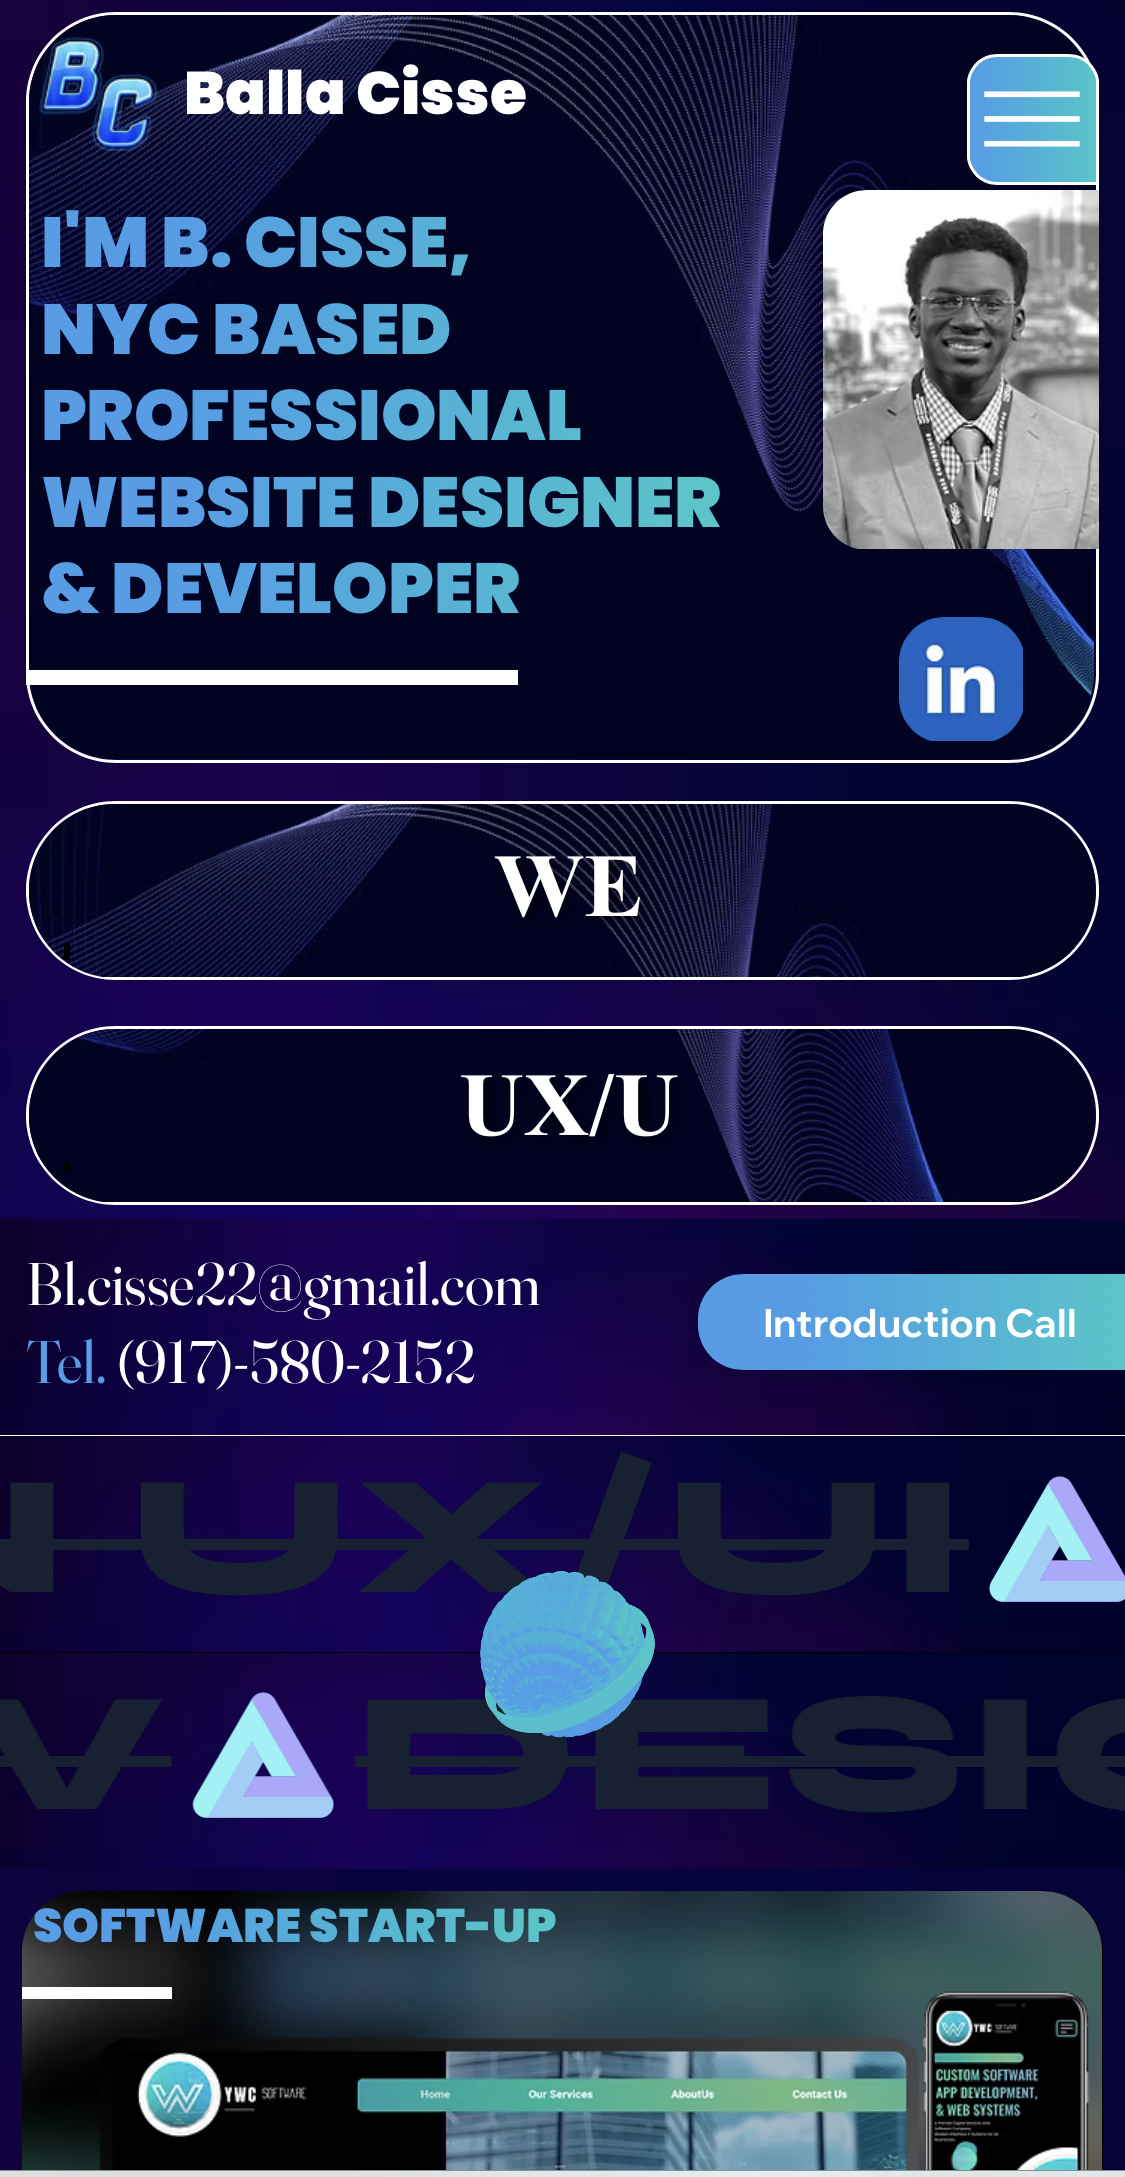 BC
Balla Cisse
I'M B. CISSE,
NYC BASED
PROFESSIONAL
WEBSITE DESIGNER
& DEVELOPER
in
WE
UX/U
Bl.cisse22@gmail.com
Tel. (917)-580-2152
Introduction Call
UX/UI
V DESIG
SOFTWARE START-UP
YWC SOFTWARE
Home Our Services AboutUs Contact Us
YWC SOFTWARE
CUSTOM SOFTWARE
APP DEVELOPMENT,
& WEB SYSTEMS